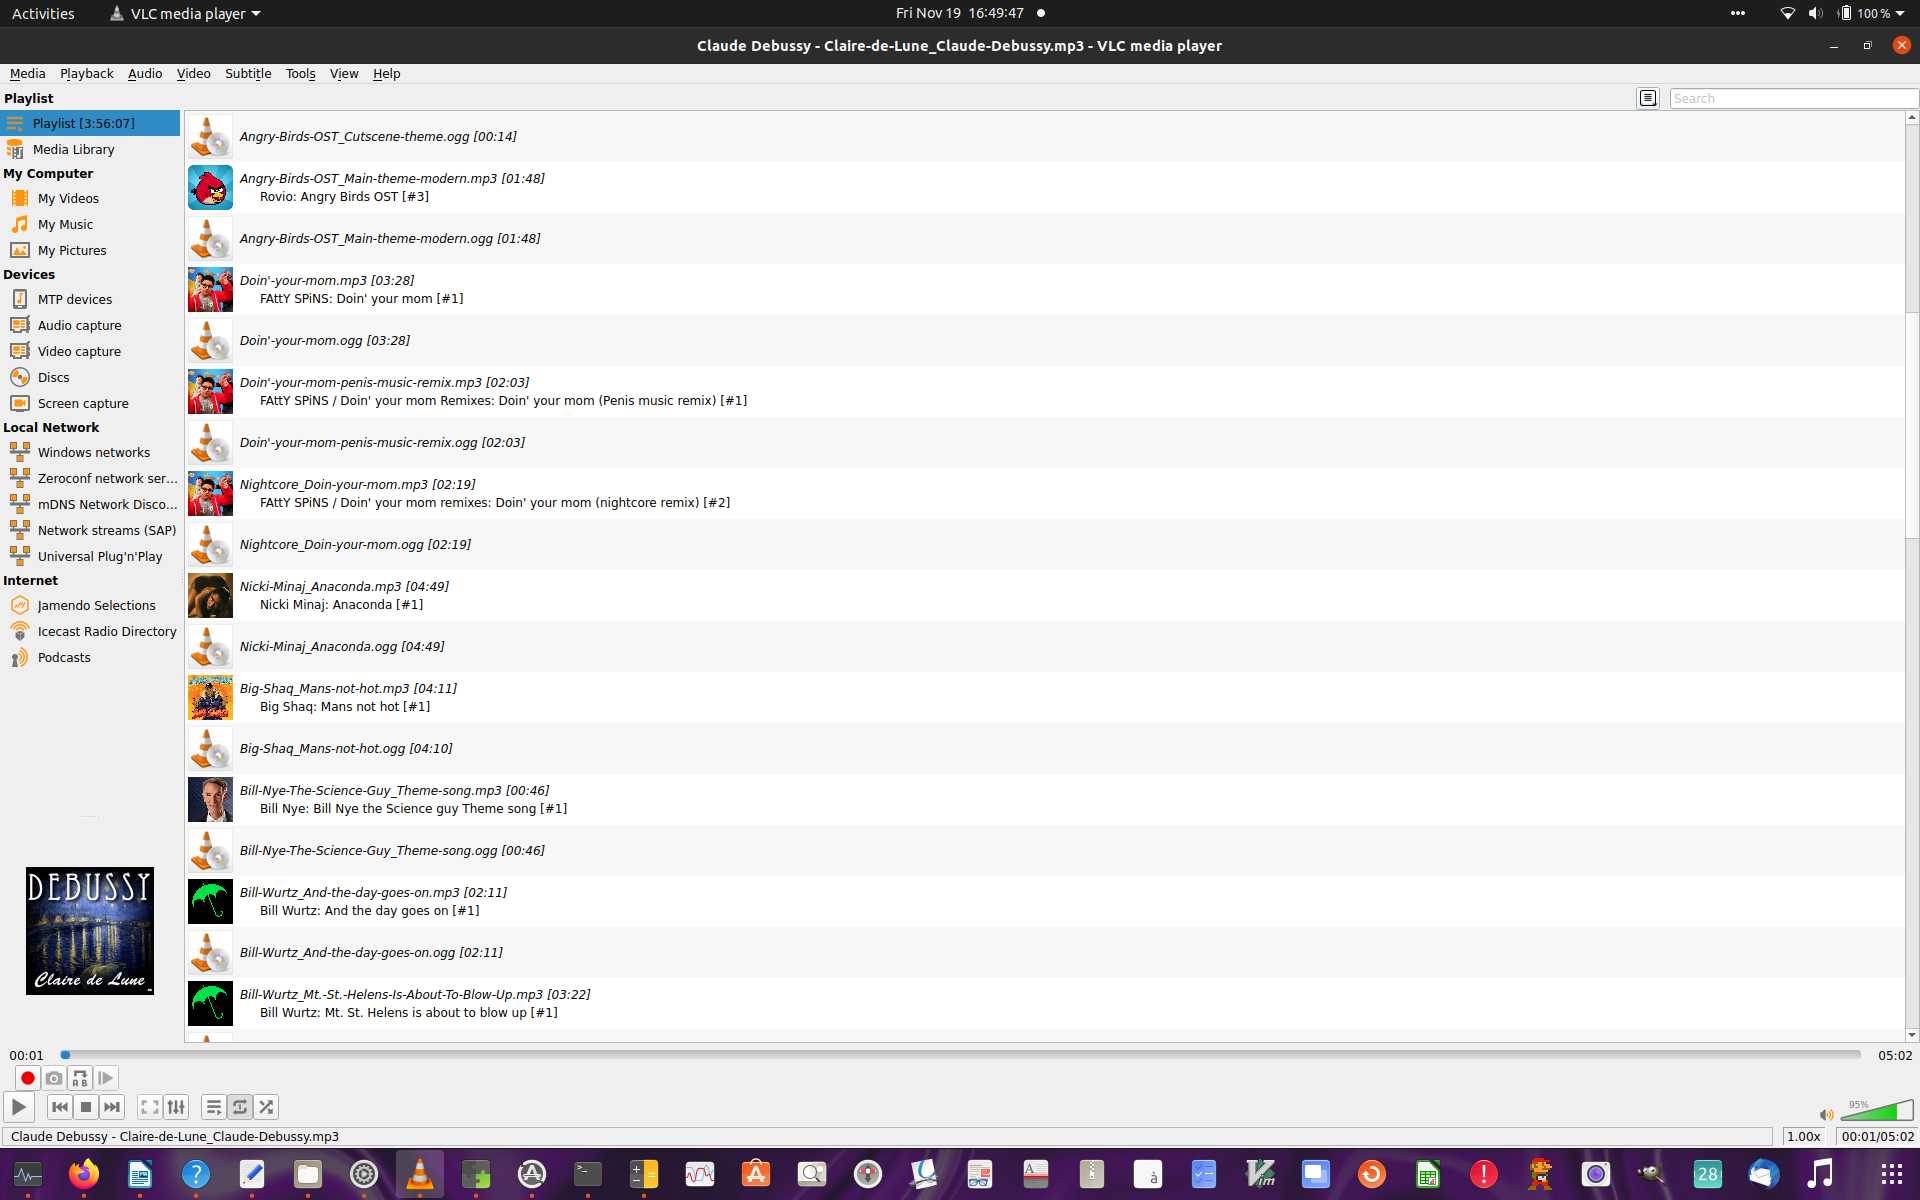 Activities
VLC media player
Fri Nov 19 16:49:47
100 %
Claude Debussy - Claire-de-Lune_Claude-Debussy.mp3 - VLC media player
Media Playback Audio Video Subtitle Tools View Help
Playlist
Search
Playlist [3:56:07]
Media Library
My Computer
My Videos
My Music
My Pictures
Devices
MTP devices
Audio capture
Video capture
Discs
Screen capture
Local Network
Windows networks
Zeroconf network ser...
mDNS Network Disco...
Network streams (SAP)
Universal Plug'n'Play
Internet
Jamendo Selections
Icecast Radio Directory
Podcasts
Angry-Birds-OST_Cutscene-theme.ogg [00:14]
Angry-Birds-OST_Main-theme-modern.mp3 [01:48]
Rovio: Angry Birds OST [#3]
Angry-Birds-OST_Main-theme-modern.ogg [01:48]
Doin'-your-mom.mp3 [03:28]
FAttY SPiNS: Doin' your mom [#1]
Doin'-your-mom.ogg [03:28]
Doin'-your-mom-penis-music-remix.mp3 [02:03]
FAttY SPiNS / Doin' your mom Remixes: Doin' your mom (Penis music remix) [#1]
Doin'-your-mom-penis-music-remix.ogg [02:03]
Nightcore_Doin-your-mom.mp3 [02:19]
FAttY SPiNS / Doin' your mom remixes: Doin' your mom (nightcore remix) [#2]
Nightcore_Doin-your-mom.ogg [02:19]
Nicki-Minaj_Anaconda.mp3 [04:49]
Nicki Minaj: Anaconda [#1]
Nicki-Minaj_Anaconda.ogg [04:49]
Big-Shaq_Mans-not-hot.mp3 [04:11]
Big Shaq: Mans not hot [#1]
Big-Shaq_Mans-not-hot.ogg [04:10]
Bill-Nye-The-Science-Guy_Theme-song.mp3 [00:46]
Bill Nye: Bill Nye the Science guy Theme song [#1]
Bill-Nye-The-Science-Guy_Theme-song.ogg [00:46]
Bill-Wurtz_And-the-day-goes-on.mp3 [02:11]
Bill Wurtz: And the day goes on [#1]
Bill-Wurtz_And-the-day-goes-on.ogg [02:11]
Bill-Wurtz_Mt.-St.-Helens-Is-About-To-Blow-Up.mp3 [03:22]
Bill Wurtz: Mt. St. Helens is about to blow up [#1]
DEBUSSY
Claire de Lune
00:01
05:02
A B
95%
Claude Debussy - Claire-de-Lune_Claude-Debussy.mp3
1.00x
00:01/05:02
28